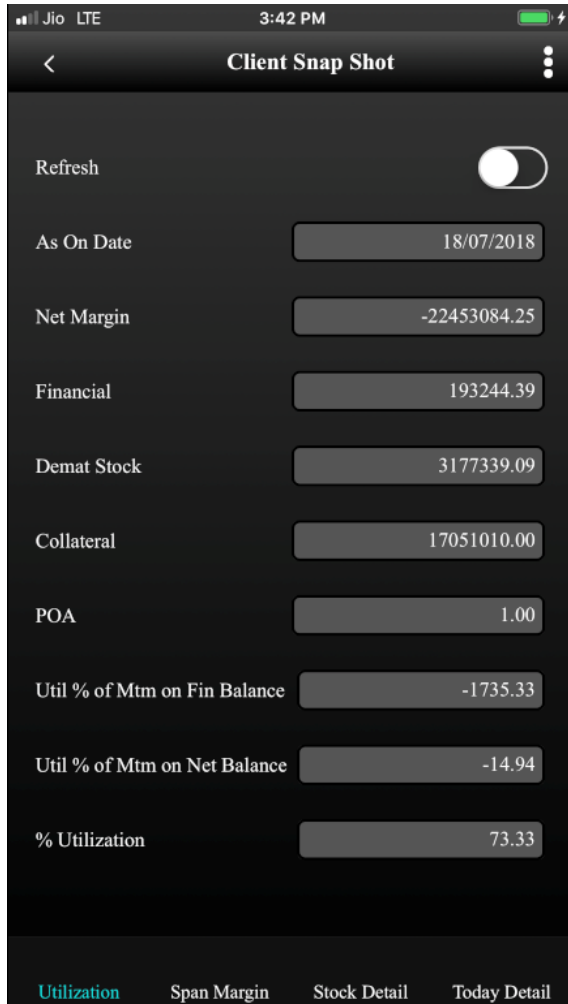 Jio LTE 3:42 PM
Client Snap Shot
Refresh
As On Date 18/07/2018
Net Margin -22453084.25
Financial 193244.39
Demat Stock 3177339.09
Collateral 17051010.00
POA 1.00
Util % of Mtm on Fin Balance -1735.33
Util % of Mtm on Net Balance -14.94
% Utilization 73.33
Utilization Span Margin Stock Detail Today Detail